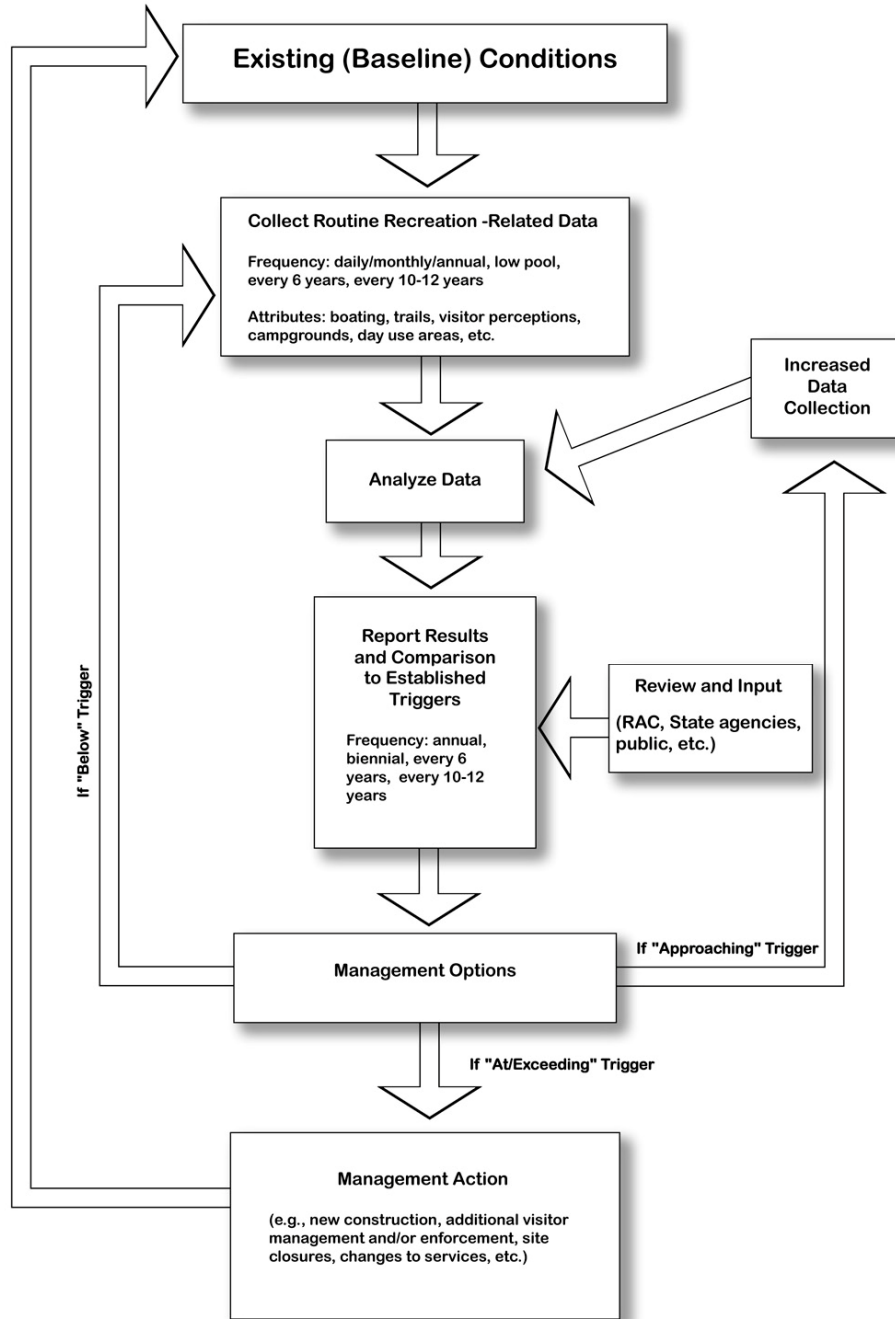 Existing (Baseline) Conditions
Collect Routine Recreation -Related Data
Frequency: daily/monthly/annual, low pool,
every 6 years, every 10-12 years
Attributes: boating, trails, visitor perceptions,
campgrounds, day use areas, etc.
Increased
Data
Collection
Analyze Data
Report Results
and Comparison
to Established
Triggers
Frequency: annual,
biennial, every 6
years, every 10-12
years
Review and Input
(RAC, State agencies,
public, etc.)
If "Below" Trigger
Management Options
If "Approaching" Trigger
If "At/Exceeding" Trigger
Management Action
(e.g., new construction, additional visitor
management and/or enforcement, site
closures, changes to services, etc.)